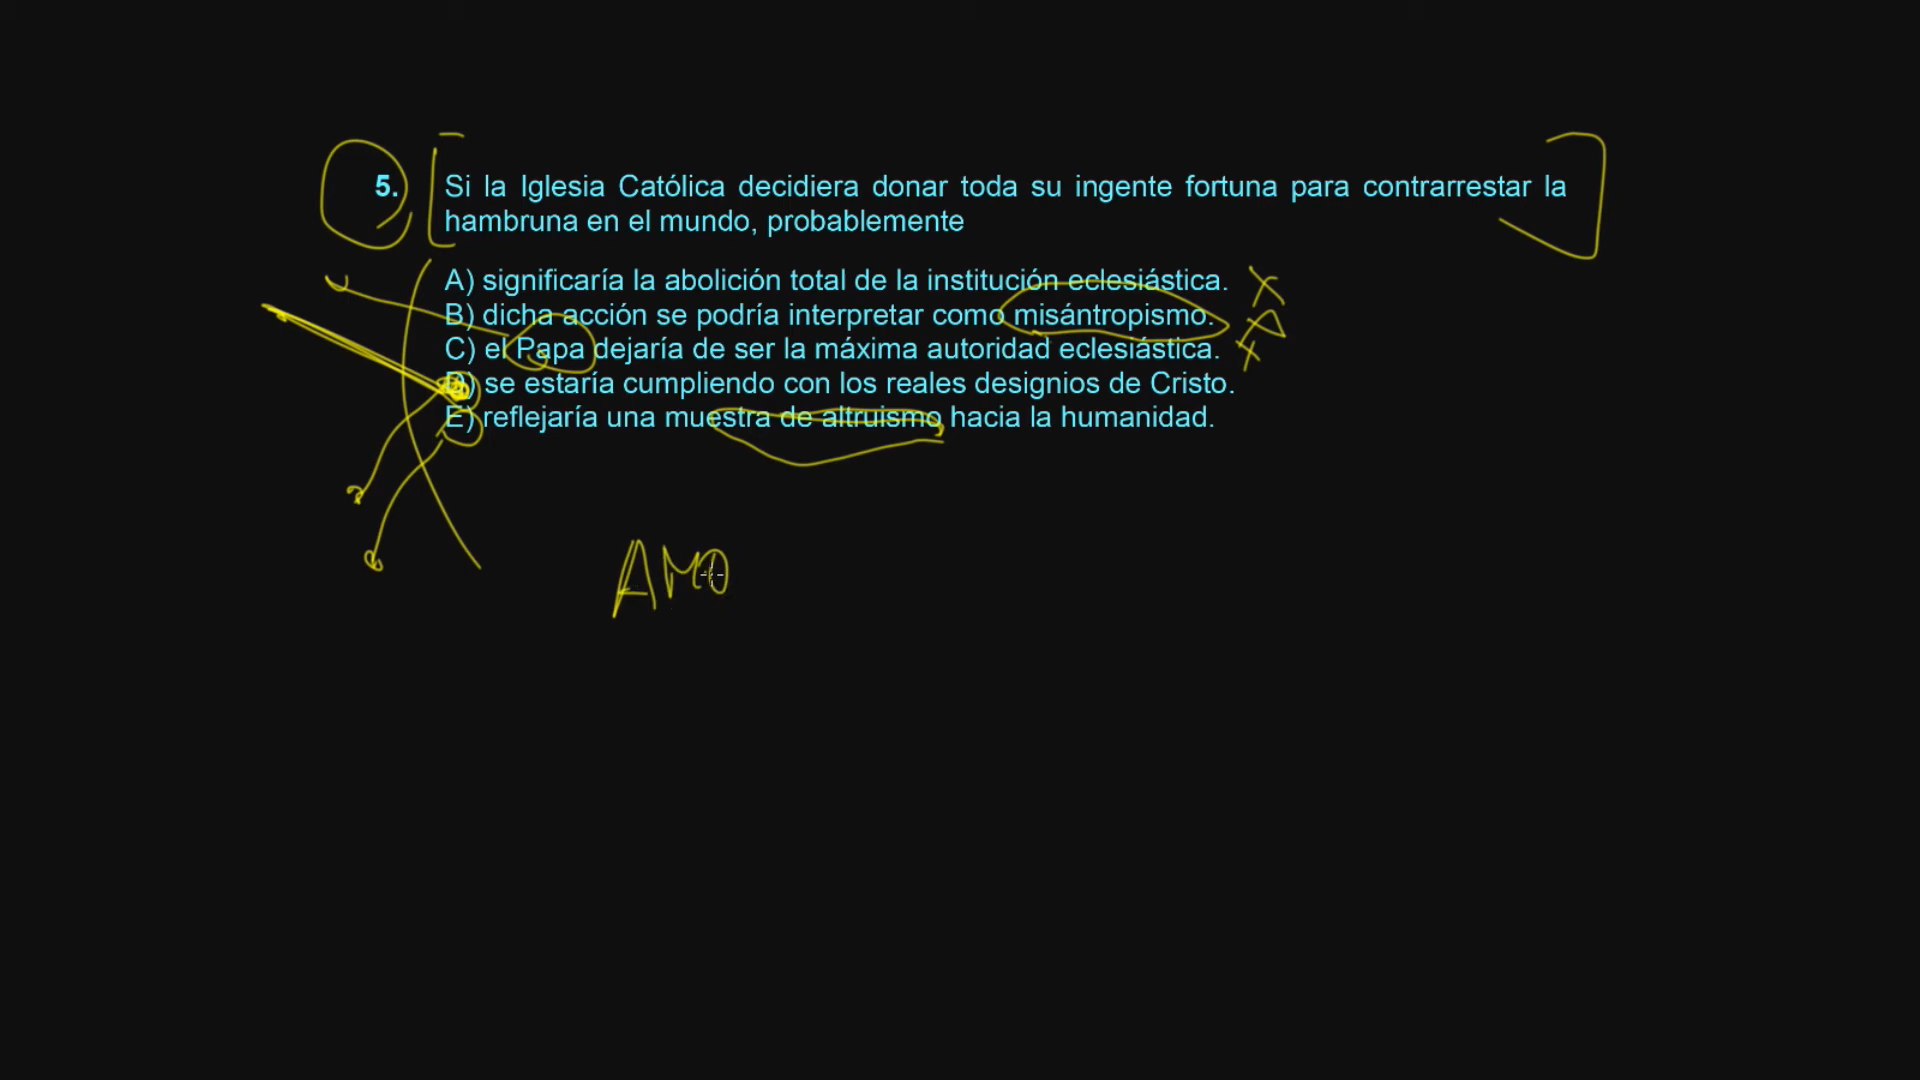 5. Si la Iglesia Católica decidiera donar toda su ingente fortuna para contrarrestar la
hambruna en el mundo, probablemente
A) significaría la abolición total de la institución eclesiástica.
B) dicha acción se podría interpretar como misántropismo.
C) el Papa dejaría de ser la máxima autoridad eclesiástica.
D) se estaría cumpliendo con los reales designios de Cristo.
E) reflejaría una muestra de altruismo hacia la humanidad.
AMO